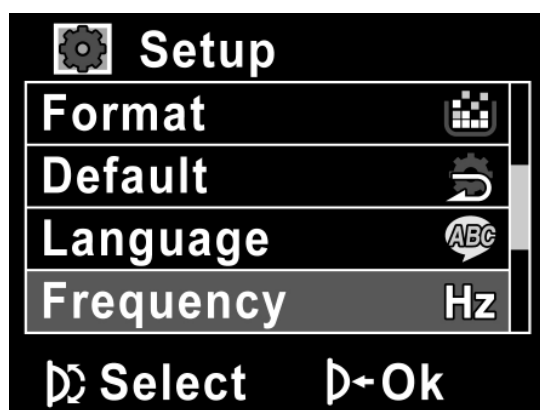 Setup
Format
Default
Language ABC
Frequency Hz
Select Ok